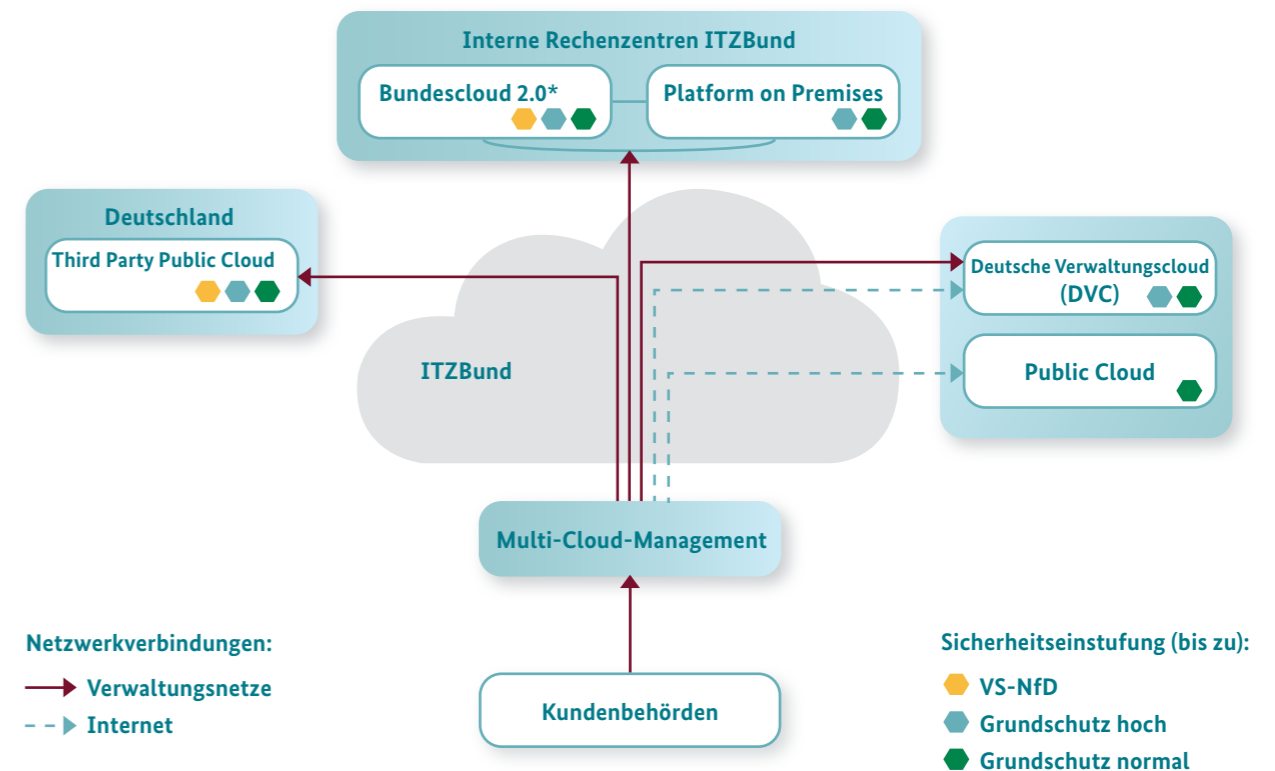 Interne Rechenzentren ITZBund
Bundescloud 2.0*
Platform on Premises
Deutschland
Third Party Public Cloud
Deutsche Verwaltungscloud
(DVC)
Public Cloud
ITZBund
Multi-Cloud-Management
Kundenbehörden
Netzwerkverbindungen:
Verwaltungsnetze
Internet
Sicherheitseinstufung (bis zu):
VS-NfD
Grundschutz hoch
Grundschutz normal